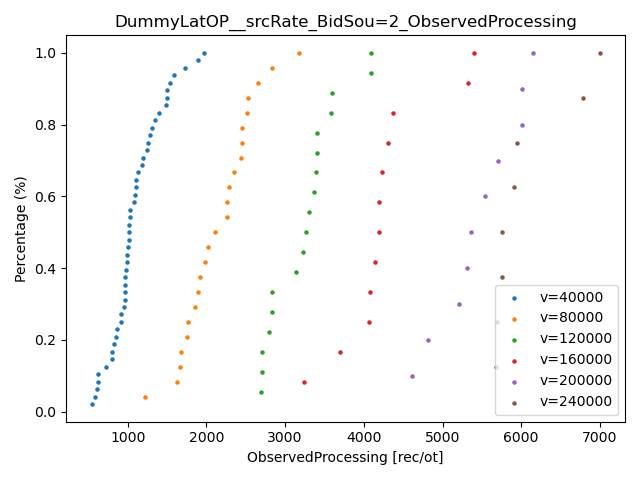 DummyLatOP__srcRate_BidSou=2_ObservedProcessing
1.0
0.8
0.6
0.4
0.2
0.0
Percentage (%)
v=40000
v=80000
v=120000
v=160000
v=200000
v=240000
1000 2000 3000 4000 5000 6000 7000
ObservedProcessing [rec/ot]